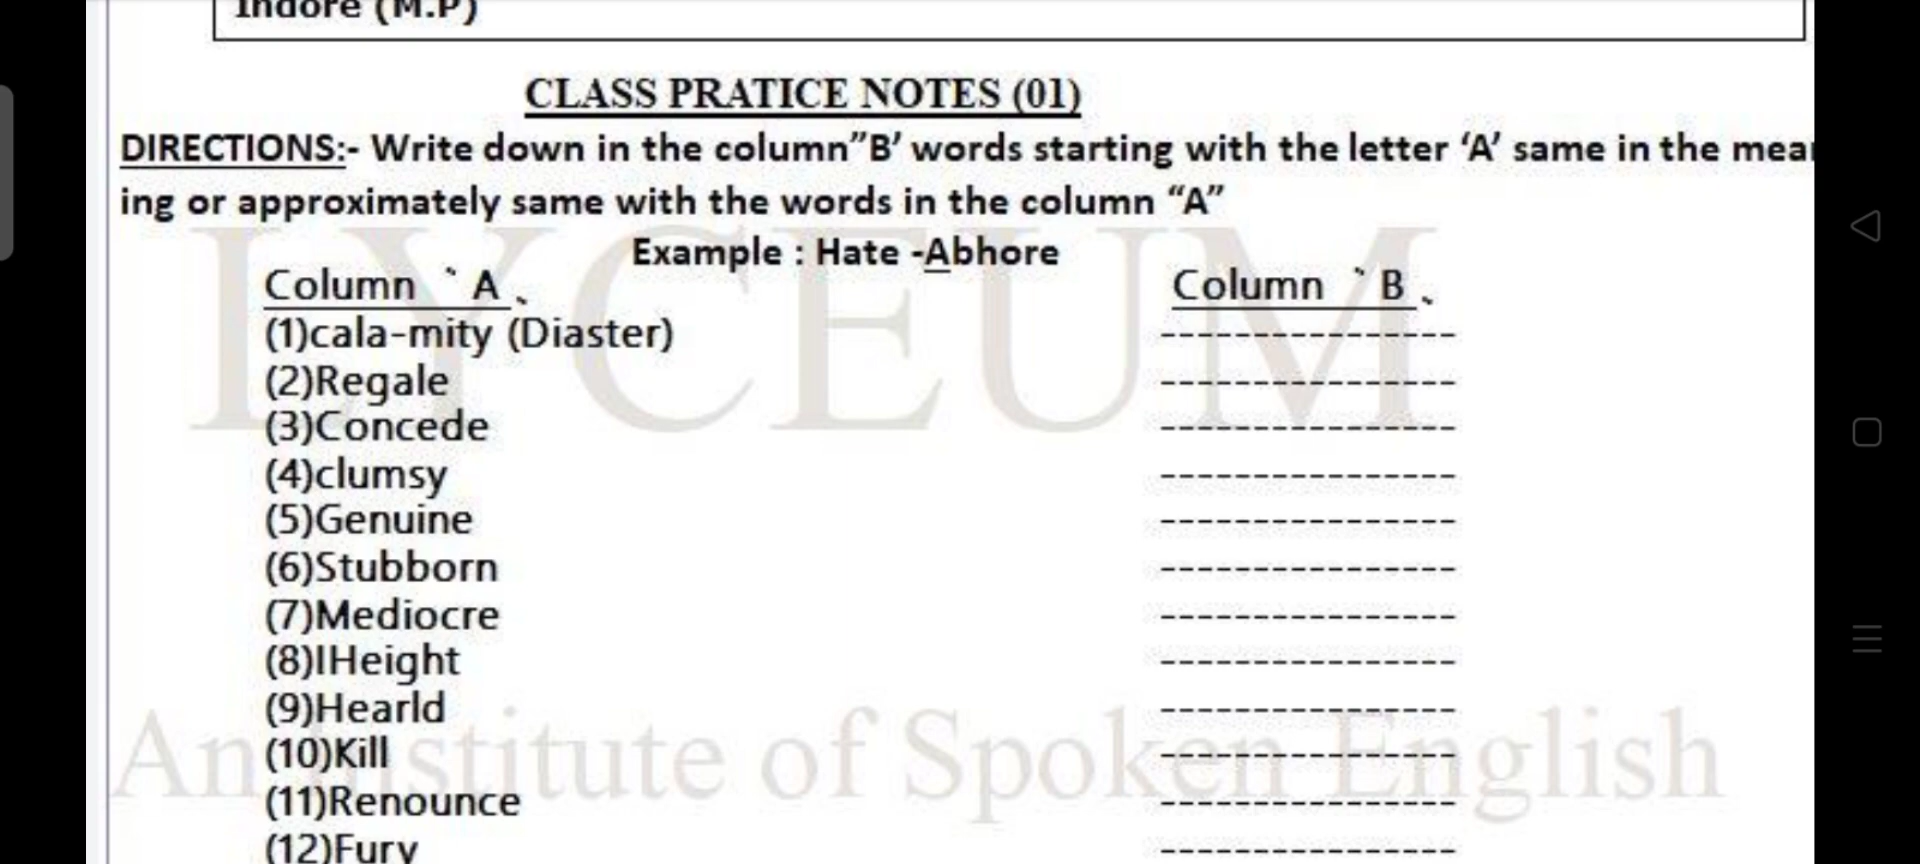 Indore (M.P)
CLASS PRATICE NOTES (01)
DIRECTIONS:- Write down in the column"B' words starting with the letter 'A' same in the mean
ing or approximately same with the words in the column "A"
Example : Hate -Abhore
Column ` A ` Column ` B `
(1)cala-mity (Diaster) ----------------
(2)Regale ----------------
(3)Concede ----------------
(4)clumsy ----------------
(5)Genuine ----------------
(6)Stubborn ----------------
(7)Mediocre ----------------
(8)IHeight ----------------
(9)Hearld ----------------
(10)Kill ----------------
(11)Renounce ----------------
(12)Fury ----------------
LYCEUM
An Institute of Spoken English